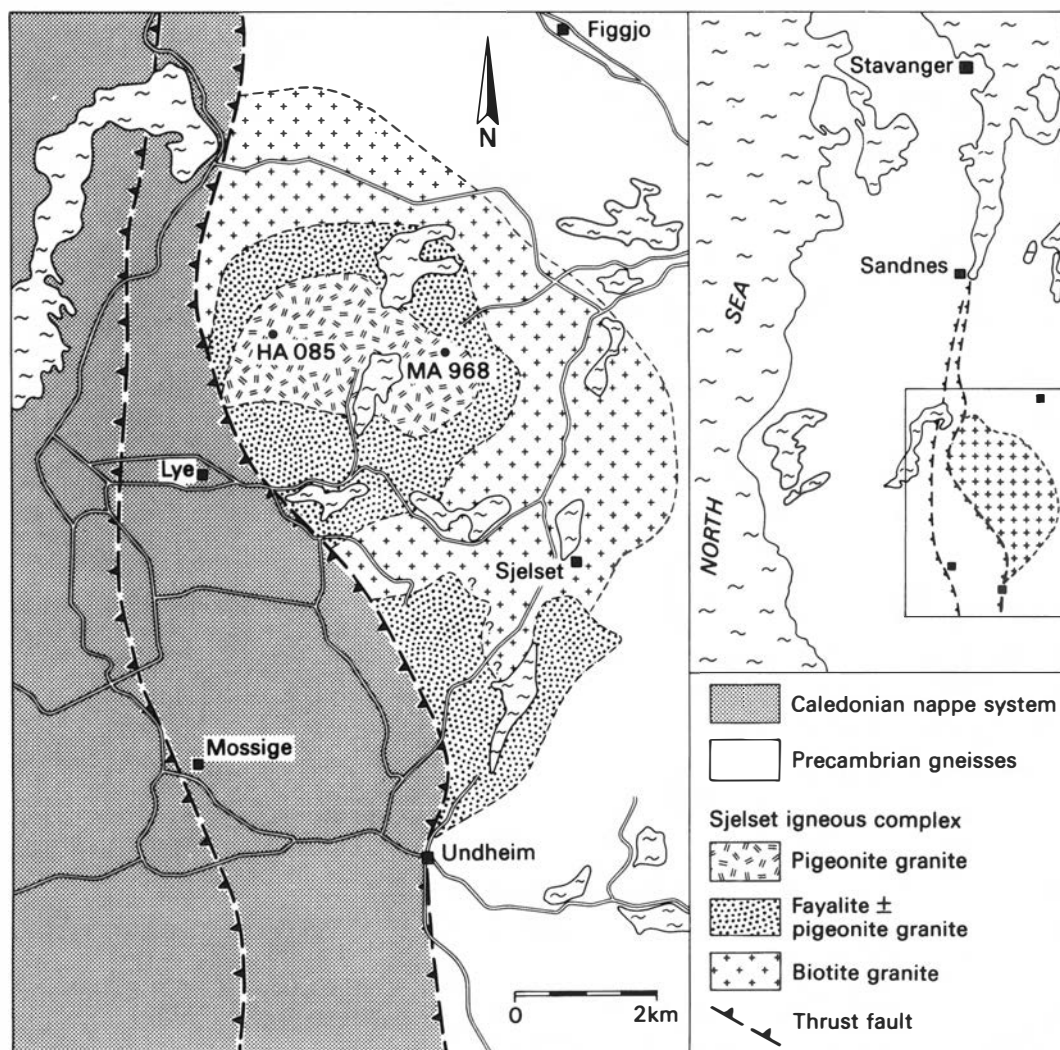 Figgjo
N
HA 085
MA 968
Lye
Sjelset
Mossige
Undheim
0 2km
Stavanger
Sandnes
NORTH SEA
Caledonian nappe system
Precambrian gneisses
Sjelset igneous complex
Pigeonite granite
Fayalite ±
pigeonite granite
Biotite granite
Thrust fault
?
?